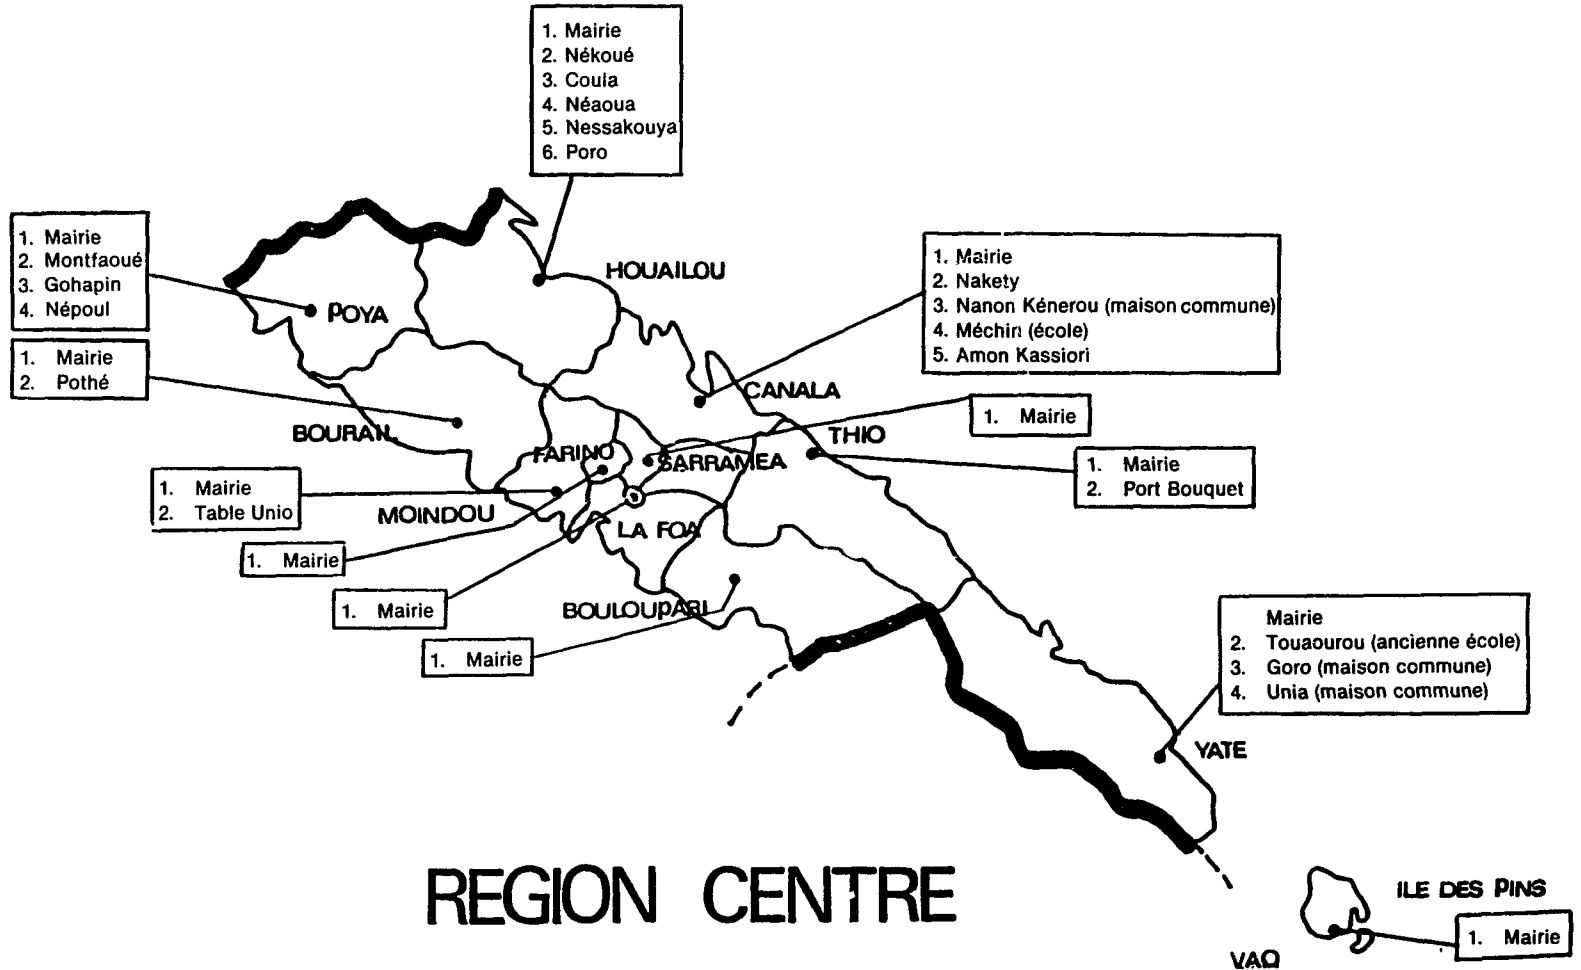 1. Mairie
2. Nékoué
3. Coula
4. Néaoua
5. Nessakouya
6. Poro
HOUAILOU
1. Mairie
2. Montfaoué
3. Gohapin
4. Népoul
POYA
1. Mairie
2. Pothé
BOURAIL
1. Mairie
2. Nakety
3. Nanon Kénerou (maison commune)
4. Méchin (école)
5. Amon Kassiori
CANALA
1. Mairie
SARRAMEA
THIO
1. Mairie
2. Port Bouquet
FARINO
1. Mairie
2. Table Unio
MOINDOU
1. Mairie
LA FOA
1. Mairie
BOULOUPARI
1. Mairie
Mairie
2. Touaourou (ancienne école)
3. Goro (maison commune)
4. Unia (maison commune)
YATE
REGION CENTRE
ILE DES PINS
1. Mairie
VAO